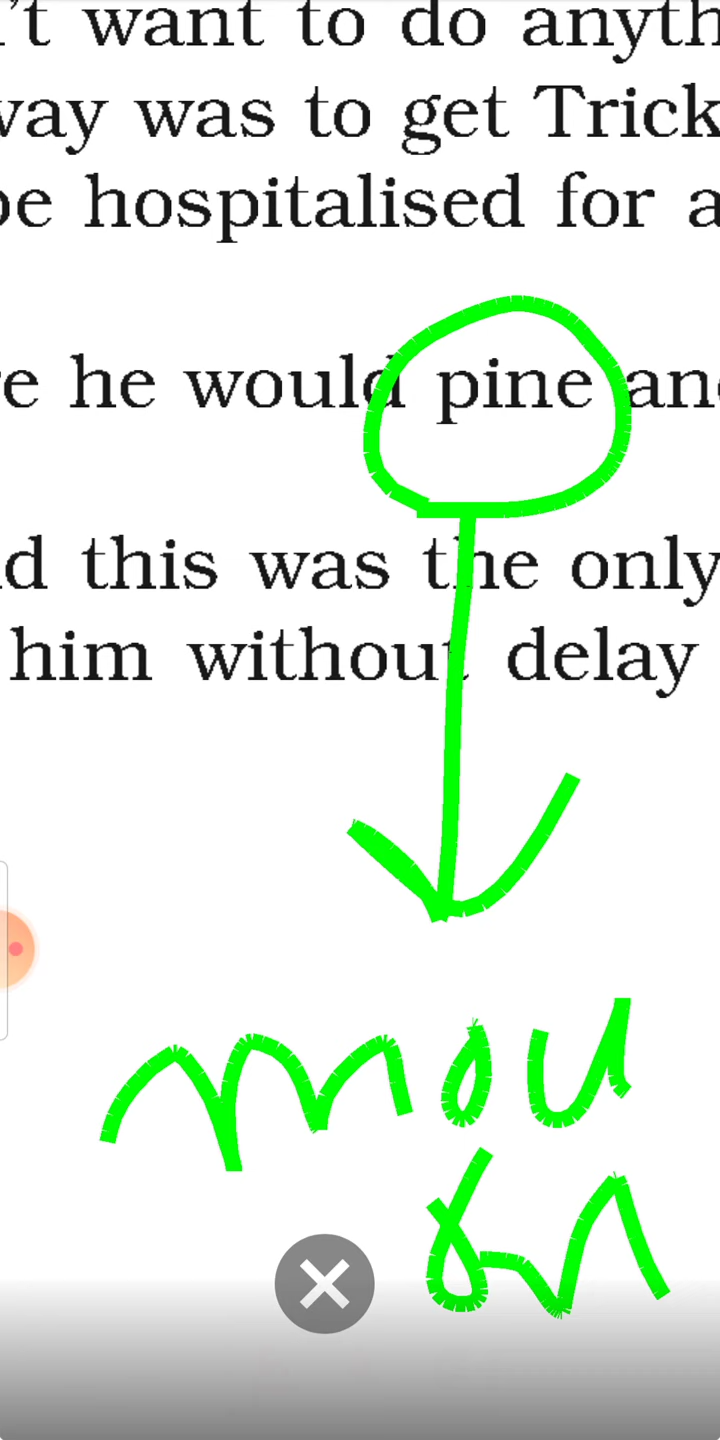 't want to do anyth
way was to get Trick
be hospitalised for a
re he would pine and
d this was the only
him without delay
mou
rn